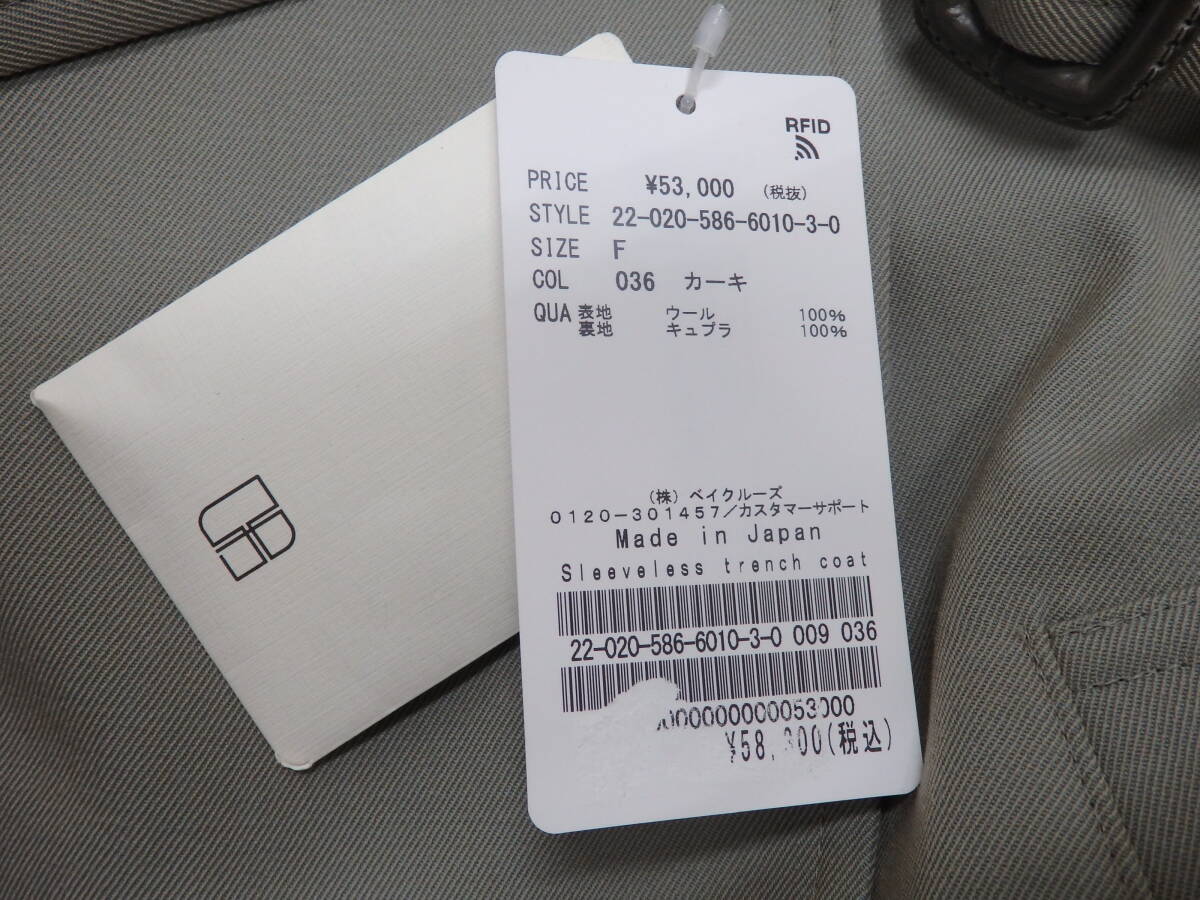 RFID
PRICE ¥53,000 (税抜)
STYLE 22-020-586-6010-3-0
SIZE F
COL 036 カーキ
QUA 表地 ウール 100%
裏地 キュプラ 100%
(株) ベイクルーズ
0120-301457/カスタマーサポート
Made in Japan
Sleeveless trench coat
22-020-586-6010-3-0 009 036
(税込)